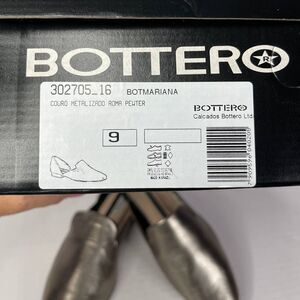 BOTTERO
302705_16 BOTMARIANA
COURO METALIZADO ROMA PEWTER
BOTTERO
Calcados Bottero Ltd
9